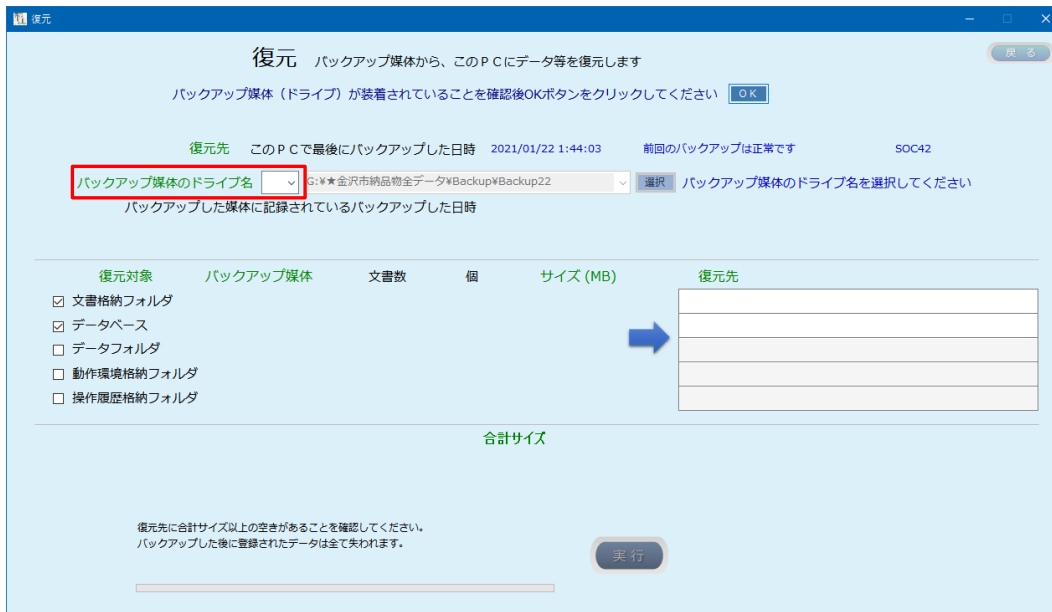 復元
戻 る
復元 バックアップ媒体から、このPCにデータ等を復元します
バックアップ媒体（ドライブ）が装着されていることを確認後OKボタンをクリックしてください OK
復元先 このPCで最後にバックアップした日時 2021/01/22 1:44:03 前回のバックアップは正常です SOC42
バックアップ媒体のドライブ名 G:¥★金沢市納品物全データ¥Backup¥Backup22 選択 バックアップ媒体のドライブ名を選択してください
バックアップした媒体に記録されているバックアップした日時
復元対象 バックアップ媒体 文書数 個 サイズ (MB) 復元先
文書格納フォルダ
データベース
データフォルダ
動作環境格納フォルダ
操作履歴格納フォルダ
合計サイズ
復元先に合計サイズ以上の空きがあることを確認してください。
バックアップした後に登録されたデータは全て失われます。
実 行